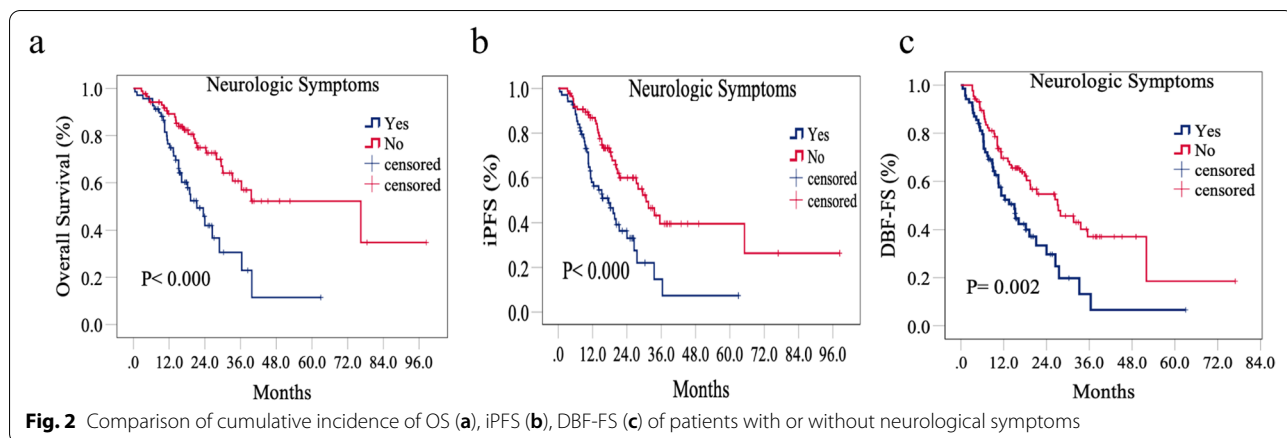 a
Neurologic Symptoms
Overall Survival (%)
1.0
0.8
0.6
0.4
0.2
0.0
Yes
No
censored
censored
P< 0.000
.0 12.0 24.0 36.0 48.0 60.0 72.0 84.0 96.0
Months
b
Neurologic Symptoms
iPFS (%)
1.0
0.8
0.6
0.4
0.2
0.0
Yes
No
censored
censored
P< 0.000
.0 12.0 24.0 36.0 48.0 60.0 72.0 84.0 96.0
Months
c
Neurologic Symptoms
DBF-FS (%)
1.0
0.8
0.6
0.4
0.2
0.0
Yes
No
censored
censored
P= 0.002
.0 12.0 24.0 36.0 48.0 60.0 72.0 84.0
Months
Fig. 2 Comparison of cumulative incidence of OS (a), iPFS (b), DBF-FS (c) of patients with or without neurological symptoms